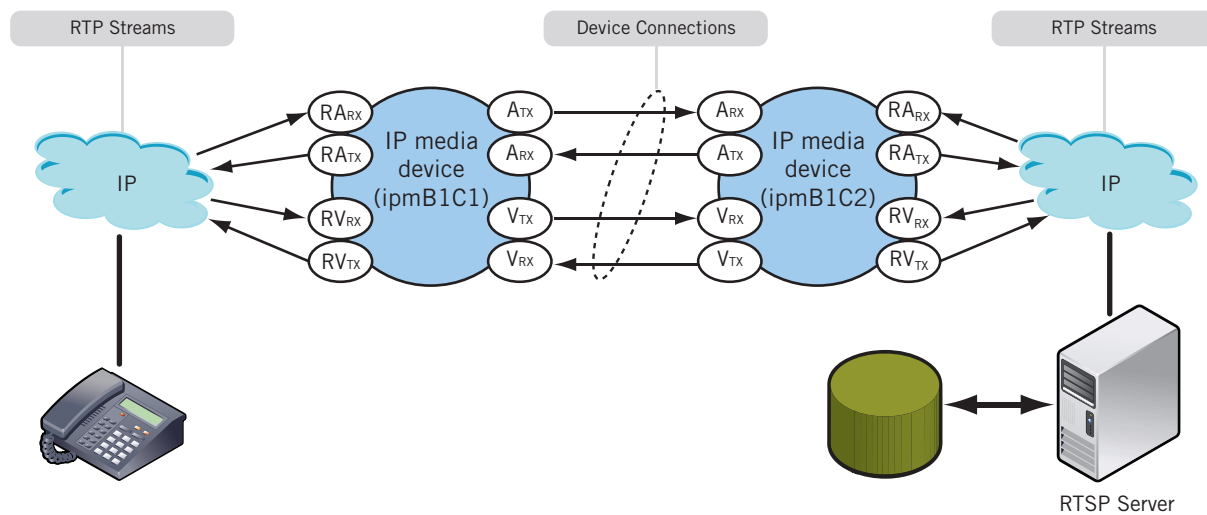 RTP Streams
Device Connections
RTP Streams
RARX
ATX
ARX
RARX
IP media
device
(ipmB1C1)
IP media
device
(ipmB1C2)
RATX
ARX
ATX
RATX
IP
IP
RVRX
VTX
VRX
RVRX
RVTX
VRX
VTX
RVTX
RTSP Server